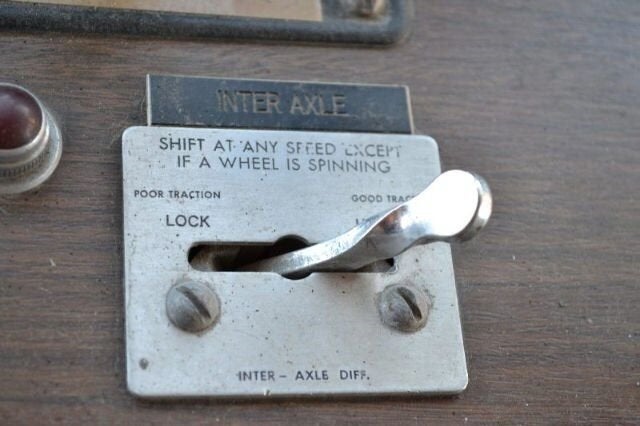 INTER AXLE
SHIFT AT ANY SPEED EXCEPT
IF A WHEEL IS SPINNING
POOR TRACTION GOOD TRAC
LOCK
INTER - AXLE DIFF.